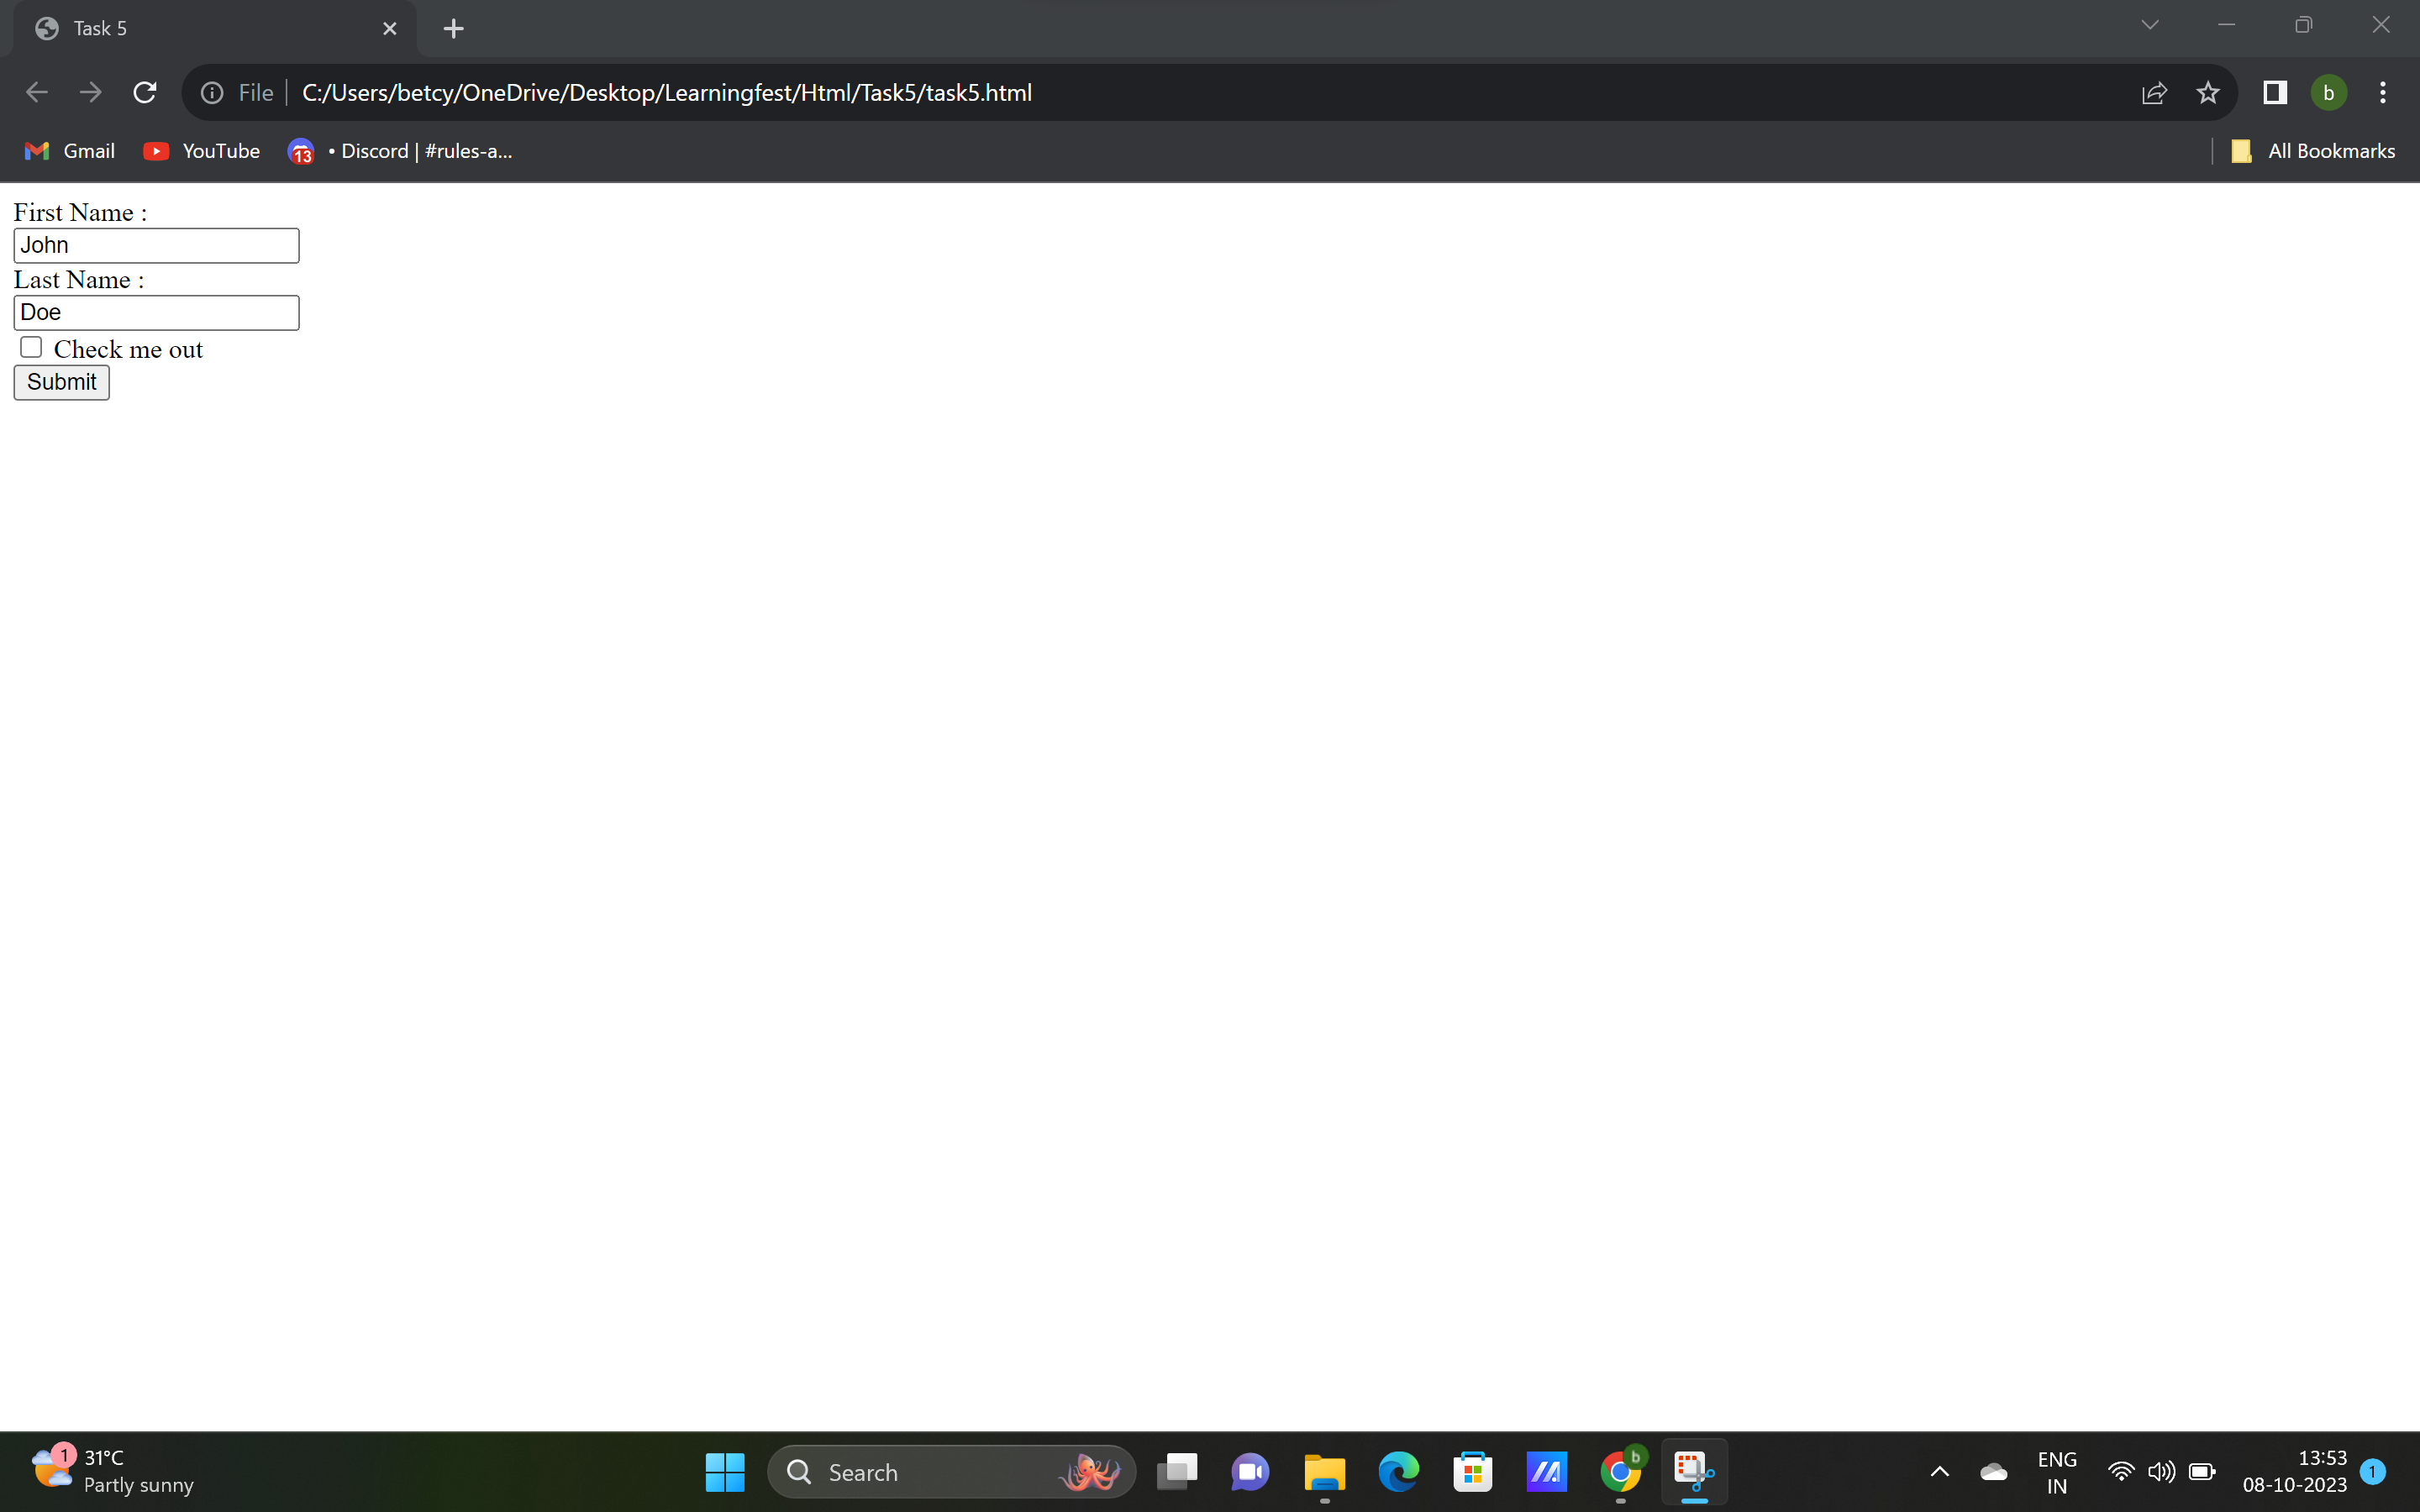 Task 5
File C:/Users/betcy/OneDrive/Desktop/Learningfest/Html/Task5/task5.html b
Gmail YouTube 13 • Discord | #rules-a... All Bookmarks
First Name :
John
Last Name :
Doe
Check me out
Submit
1 31°C
Partly sunny
Search
b
ENG
IN
13:53
08-10-2023
1